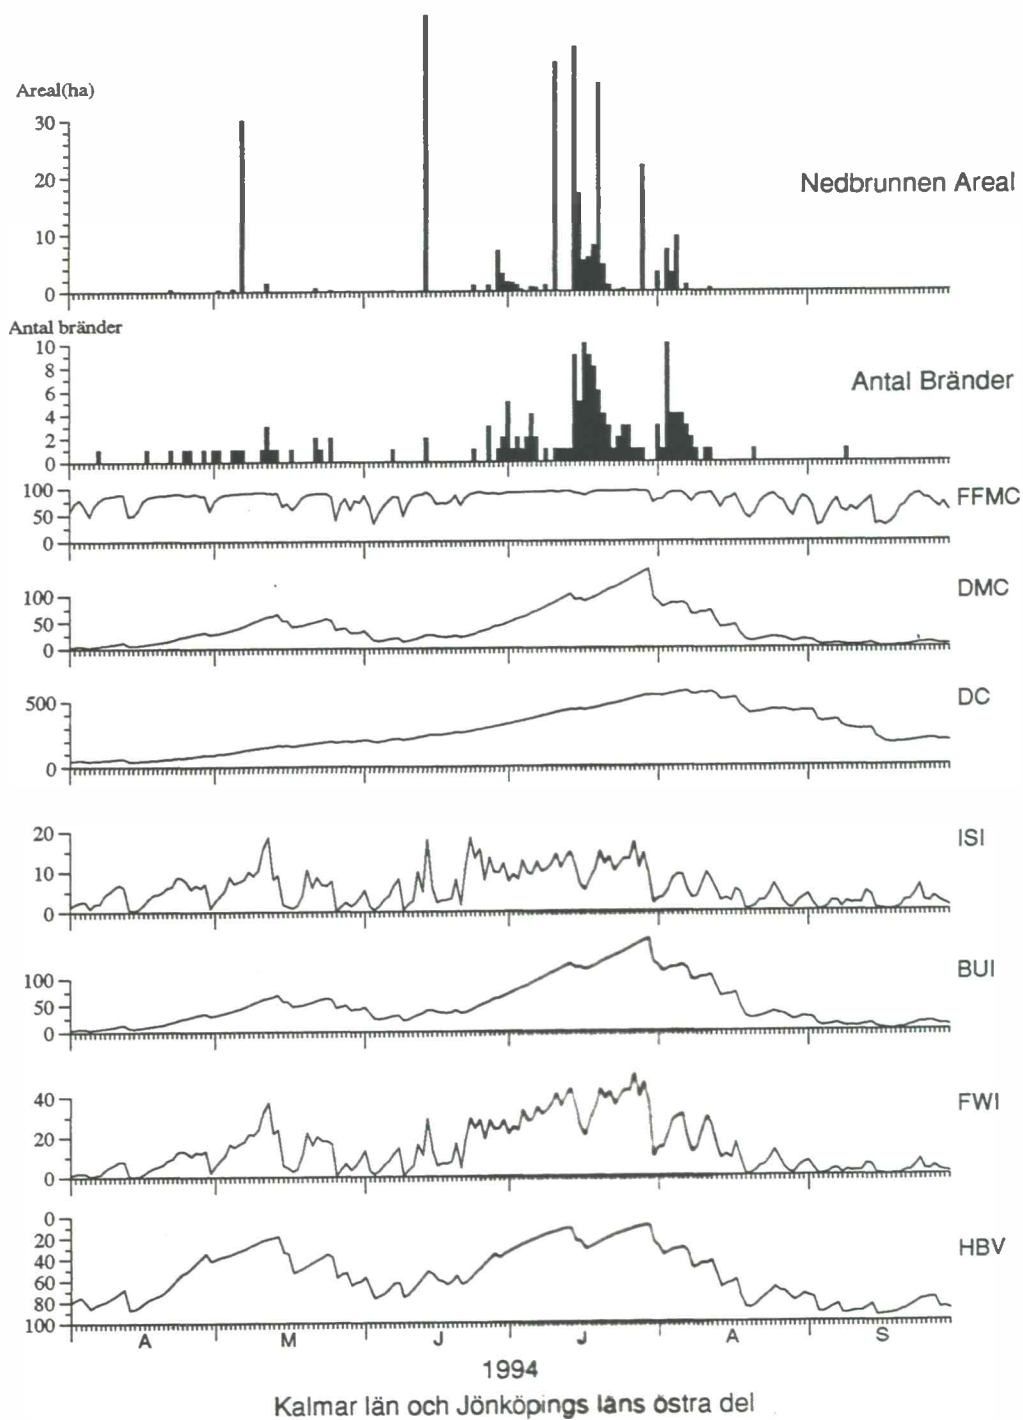 Areal(ha)
30
20
10
0
Nedbrunnen Areal
Antal bränder
10
8
6
4
2
0
Antal Bränder
100
50
0
FFMC
100
50
0
DMC
500
0
DC
20
10
0
ISI
100
50
0
BUI
40
20
0
FWI
0
20
40
60
80
100
HBV
A M J J A S
1994
Kalmar län och Jönköpings läns östra del